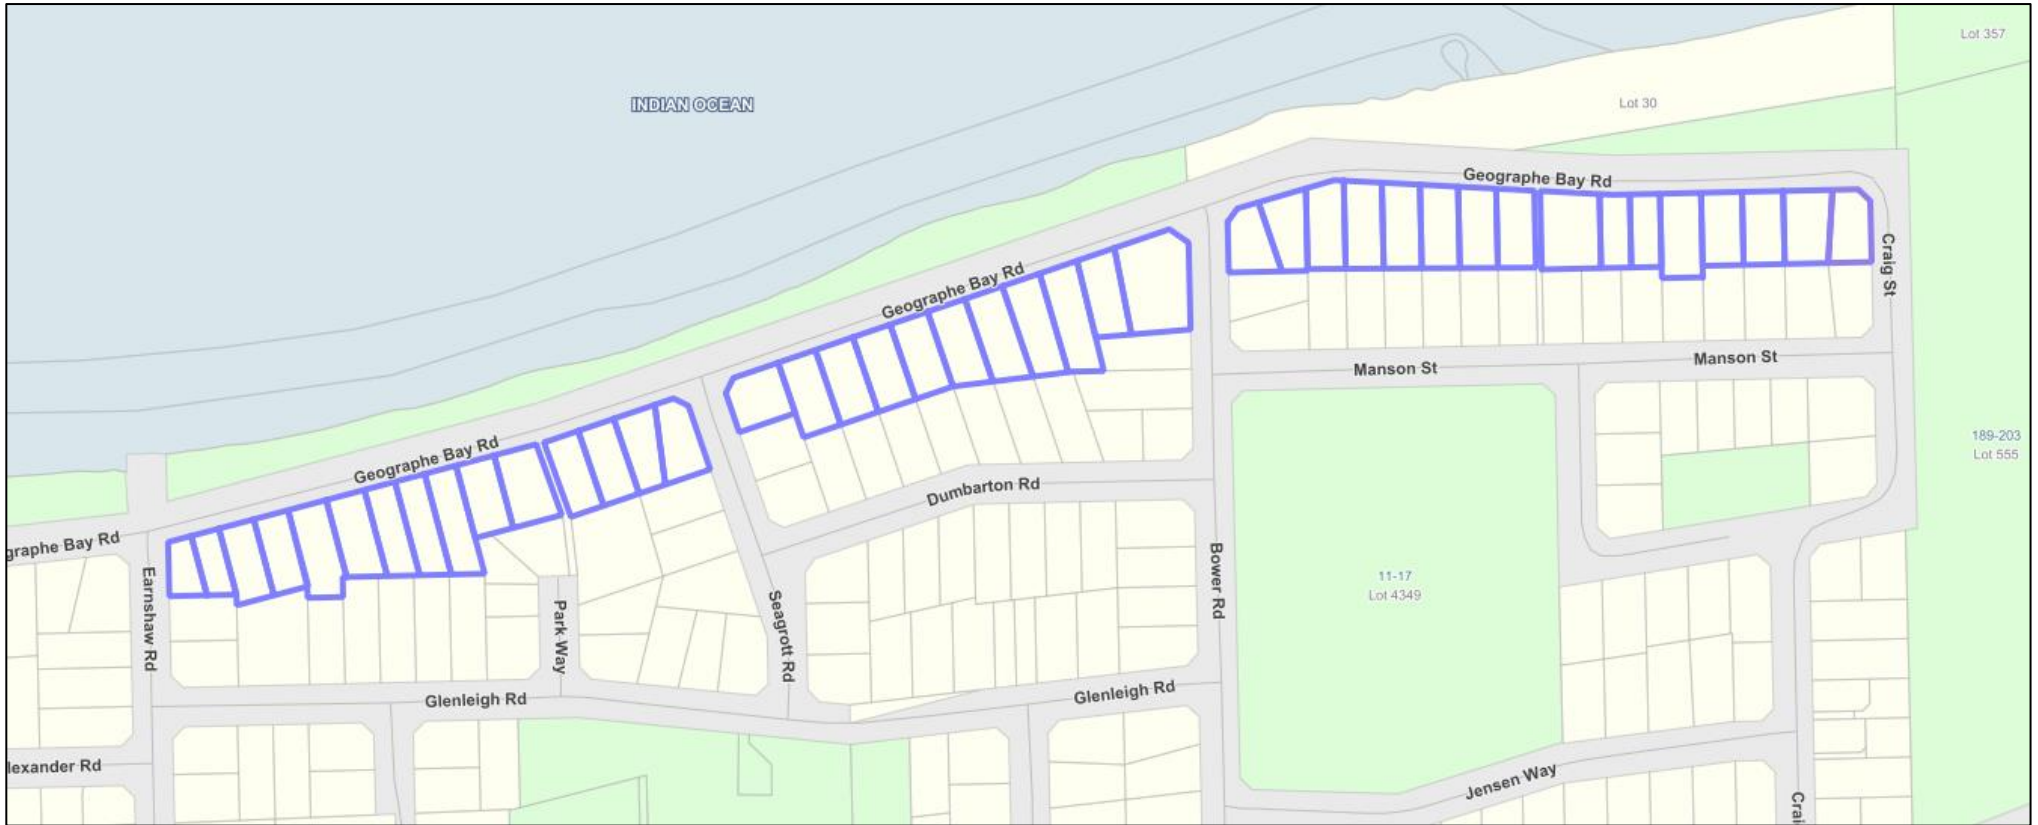 Lot 357
INDIAN OCEAN
Lot 30
Geographe Bay Rd
Craig St
Geographe Bay Rd
Manson St
Manson St
Geographe Bay Rd
189-203
Lot 555
Dumbarton Rd
graphe Bay Rd
Earnshaw Rd
Bower Rd
11-17
Lot 4349
Park Way
Seagrott Rd
Glenleigh Rd
Glenleigh Rd
lexander Rd
Jensen Way
Crai